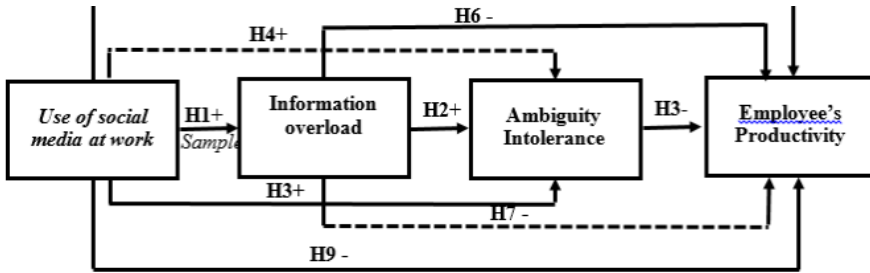 H6 -
H4+
Use of social
media at work
H1+
Sample
Information
overload
H2+
Ambiguity
Intolerance
H3-
Employee's
Productivity
H3+
H7 -
H9 -